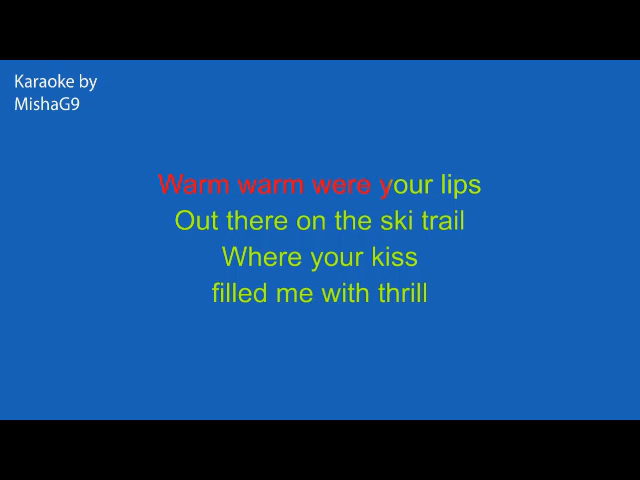 Karaoke by
MishaG9
Warm warm were your lips
Out there on the ski trail
Where your kiss
filled me with thrill